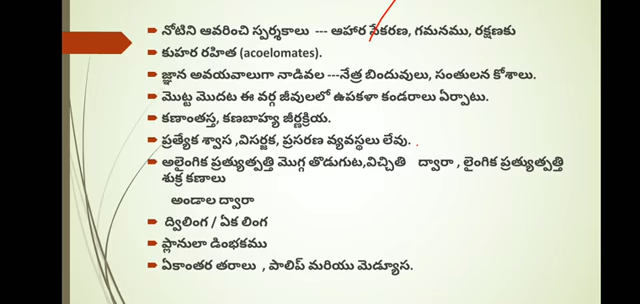 నోటిని ఆవరించి స్పర్శకాలు --- ఆహార సేకరణ, గమనము, రక్షణకు
కుహర రహిత (acoelomates).
జ్ఞాన అవయవాలుగా నాడివల ---నేత్ర బిందువులు, సంతులన కోశాలు.
మొట్ట మొదట ఈ వర్గ జీవులలో ఉపకళా కండరాలు ఏర్పాటు.
కణాంతస్త, కణబాహ్య జీర్ణక్రియ.
ప్రత్యేక శ్వాస ,విసర్జక, ప్రసరణ వ్యవస్థలు లేవు.
అలైంగిక ప్రత్యుత్పత్తి మొగ్గ తొడుగుట,విచ్చితి ద్వారా , లైంగిక ప్రత్యుత్పత్తి
శుక్ర కణాలు
అండాల ద్వారా
ద్విలింగ / ఏక లింగ
ప్లానులా డింభకము
ఏకాంతర తరాలు , పాలిప్ మరియు మెడ్యూస.